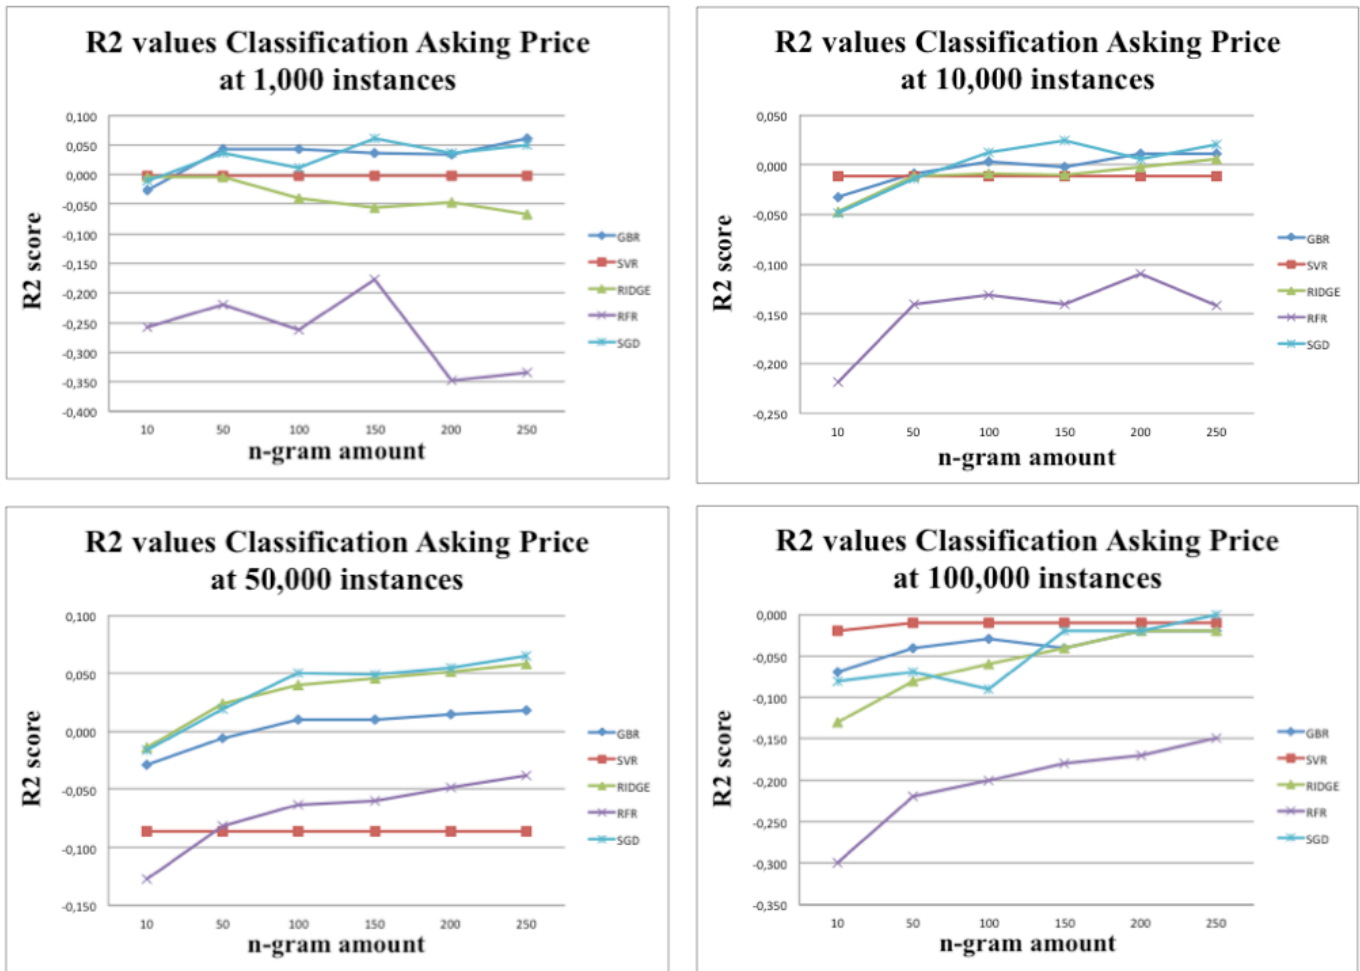 R2 values Classification Asking Price
at 1,000 instances
0,100
0,050
0,000
-0,050
-0,100
-0,150
-0,200
-0,250
-0,300
-0,350
-0,400
R2 score
10 50 100 150 200 250
n-gram amount
GBR
SVR
RIDGE
RFR
SGD
R2 values Classification Asking Price
at 10,000 instances
0,050
0,000
-0,050
-0,100
-0,150
-0,200
-0,250
R2 score
10 50 100 150 200 250
n-gram amount
GBR
SVR
RIDGE
RFR
SGD
R2 values Classification Asking Price
at 50,000 instances
0,100
0,050
0,000
-0,050
-0,100
-0,150
R2 score
10 50 100 150 200 250
n-gram amount
GBR
SVR
RIDGE
RFR
SGD
R2 values Classification Asking Price
at 100,000 instances
0,000
-0,050
-0,100
-0,150
-0,200
-0,250
-0,300
-0,350
R2 score
10 50 100 150 200 250
n-gram amount
GBR
SVR
RIDGE
RFR
SGD